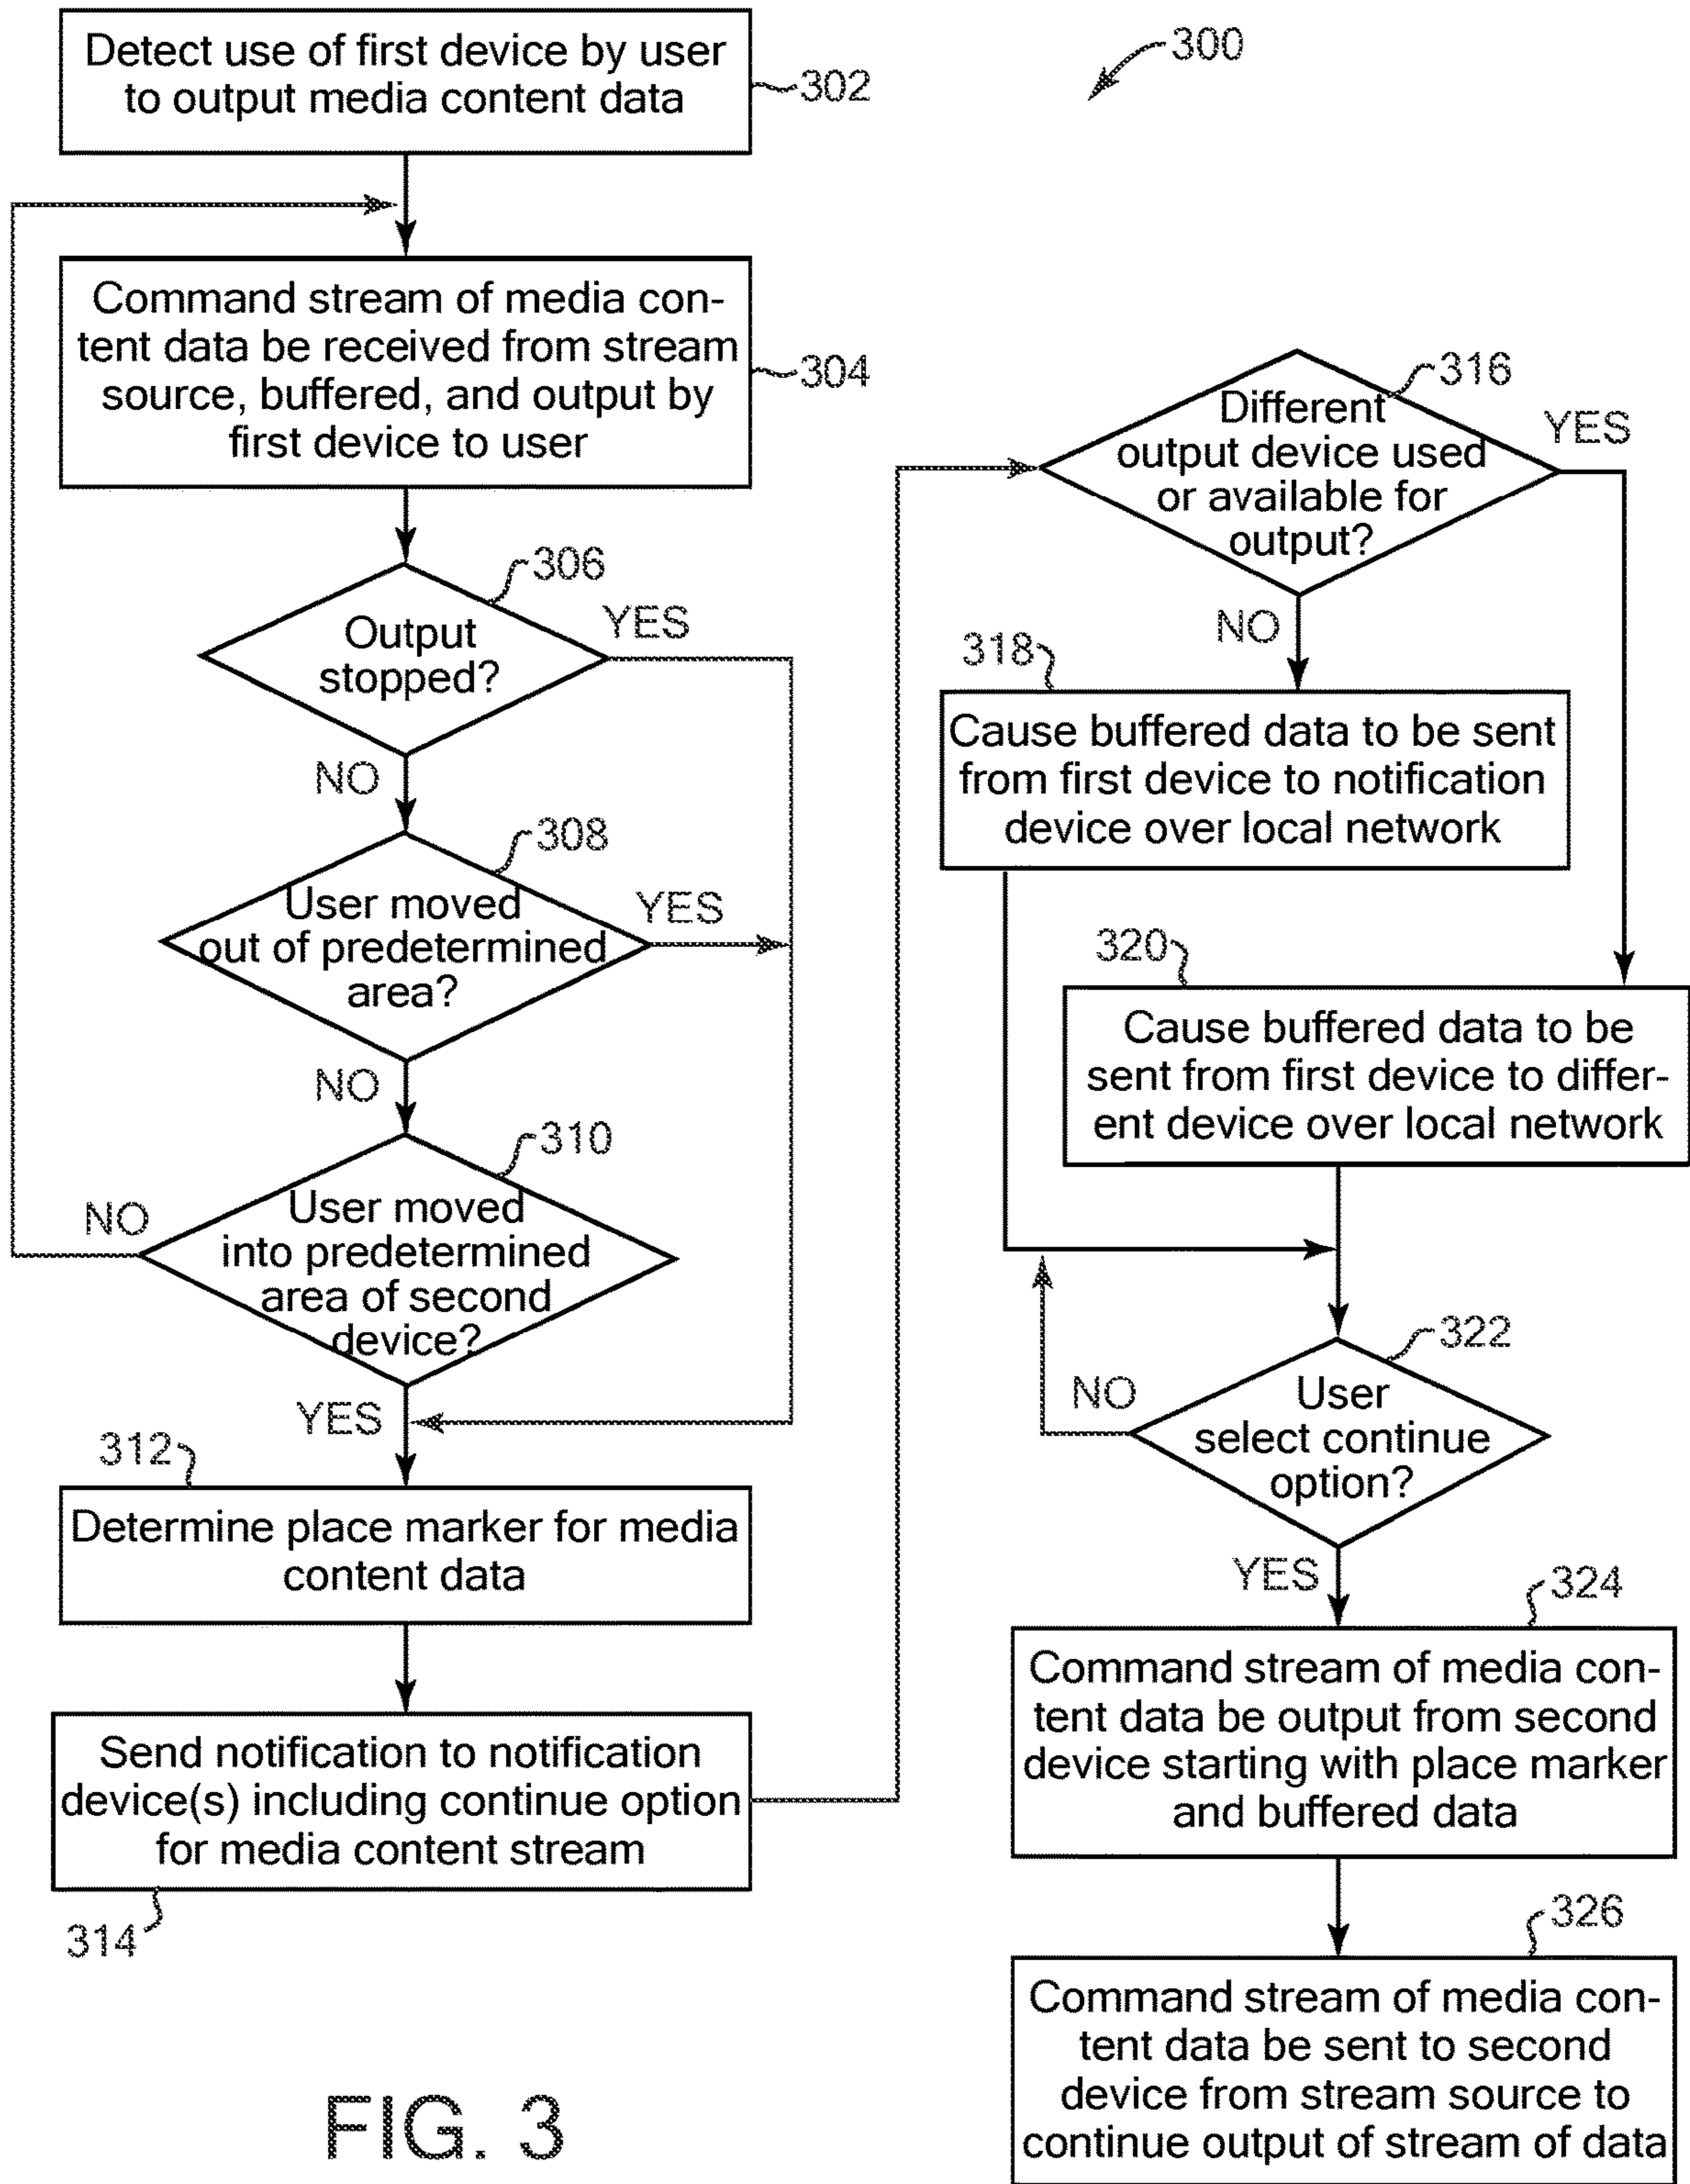 300
Detect use of first device by user
to output media content data
302
Command stream of media con-
tent data be received from stream
source, buffered, and output by
first device to user
304
306
Output
stopped?
YES
NO
308
User moved
out of predetermined
area?
YES
NO
310
User moved
into predetermined
area of second
device?
NO
YES
312
Determine place marker for media
content data
Send notification to notification
device(s) including continue option
for media content stream
314
316
Different
output device used
or available for
output?
YES
NO
318
Cause buffered data to be sent
from first device to notification
device over local network
320
Cause buffered data to be
sent from first device to differ-
ent device over local network
322
User
select continue
option?
NO
YES
324
Command stream of media con-
tent data be output from second
device starting with place marker
and buffered data
326
Command stream of media con-
tent data be sent to second
device from stream source to
continue output of stream of data
FIG. 3